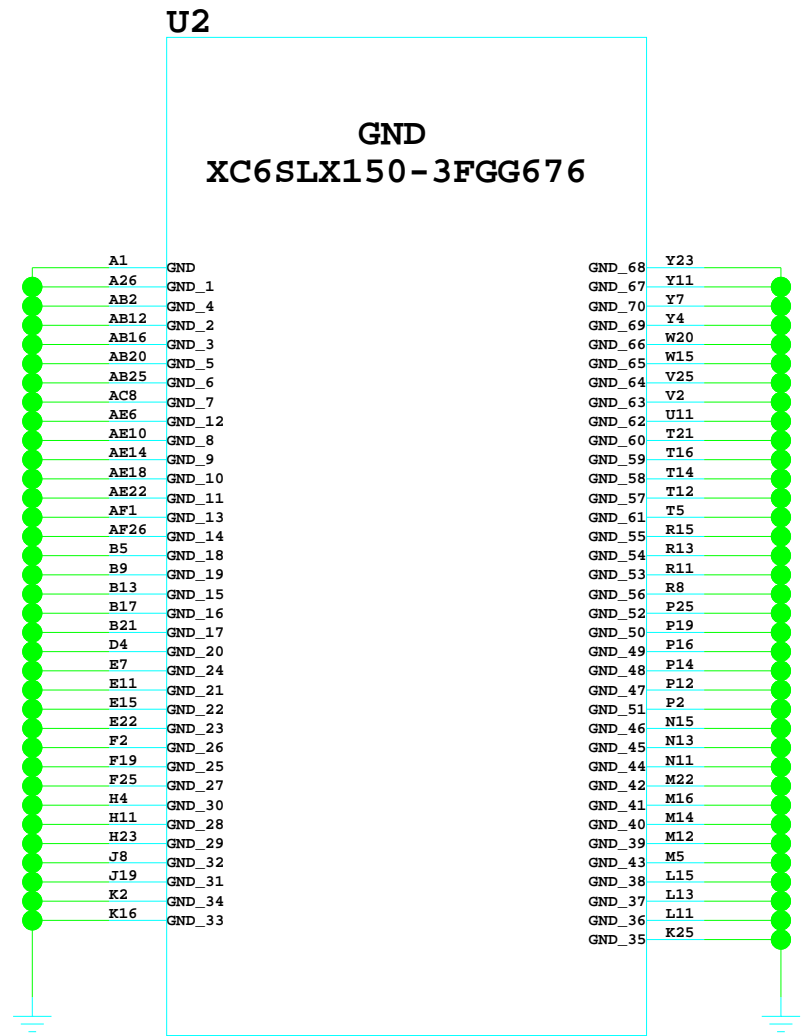 U2
GND
XC6SLX150-3FGG676
A1 GND GND_68 Y23
A26 GND_1 GND_67 Y11
AB2 GND_4 GND_70 Y7
AB12 GND_2 GND_69 Y4
AB16 GND_3 GND_66 W20
AB20 GND_5 GND_65 W15
AB25 GND_6 GND_64 V25
AC8 GND_7 GND_63 V2
AE6 GND_12 GND_62 U11
AE10 GND_8 GND_60 T21
AE14 GND_9 GND_59 T16
AE18 GND_10 GND_58 T14
AE22 GND_11 GND_57 T12
AF1 GND_13 GND_61 T5
AF26 GND_14 GND_55 R15
B5 GND_18 GND_54 R13
B9 GND_19 GND_53 R11
B13 GND_15 GND_56 R8
B17 GND_16 GND_52 P25
B21 GND_17 GND_50 P19
D4 GND_20 GND_49 P16
E7 GND_24 GND_48 P14
E11 GND_21 GND_47 P12
E15 GND_22 GND_51 P2
E22 GND_23 GND_46 N15
F2 GND_26 GND_45 N13
F19 GND_25 GND_44 N11
F25 GND_27 GND_42 M22
H4 GND_30 GND_41 M16
H11 GND_28 GND_40 M14
H23 GND_29 GND_39 M12
J8 GND_32 GND_43 M5
J19 GND_31 GND_38 L15
K2 GND_34 GND_37 L13
K16 GND_33 GND_36 L11
GND_35 K25